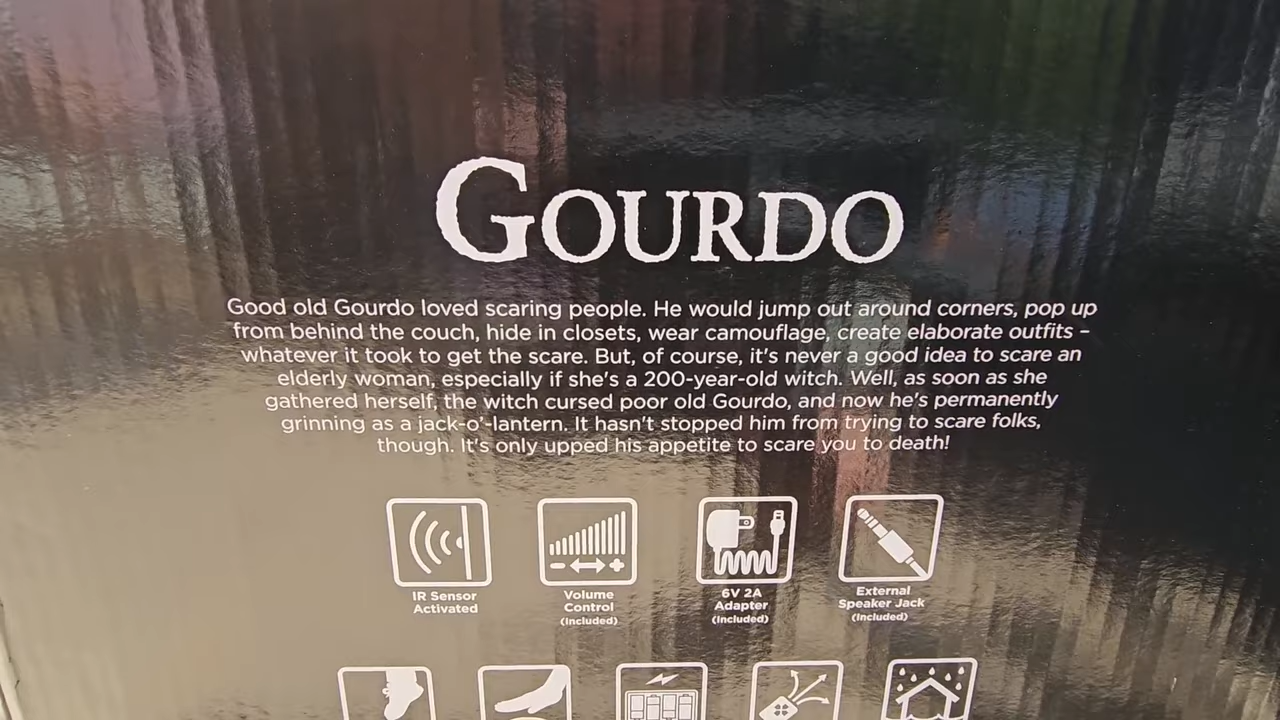 GOURDO
Good old Gourdo loved scaring people. He would jump out around corners, pop up
from behind the couch, hide in closets, wear camouflage, create elaborate outfits –
whatever it took to get the scare. But, of course, it's never a good idea to scare an
elderly woman, especially if she's a 200-year-old witch. Well, as soon as she
gathered herself, the witch cursed poor old Gourdo, and now he's permanently
grinning as a jack-o'-lantern. It hasn't stopped him from trying to scare folks,
though. It's only upped his appetite to scare you to death!
IR Sensor
Activated
Volume
Control
(Included)
6V 2A
Adapter
(Included)
External
Speaker Jack
(Included)